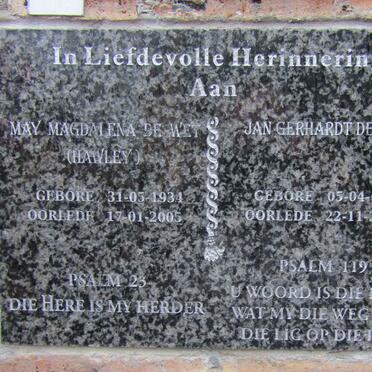 In Liefdevolle Herinnerin
Aan
MAY MAGDALENA DE WET
(HAWLEY)
GEBORE 31-05-1934
OORLEDE 17-01-2005
PSALM 23
DIE HERE IS MY HERDER
JAN GERHARDT DE
GEBORE 05-04-
OORLEDE 22-11-
PSALM 119
U WOORD IS DIE
WAT MY DIE WEG
DIE LIG OP DIE